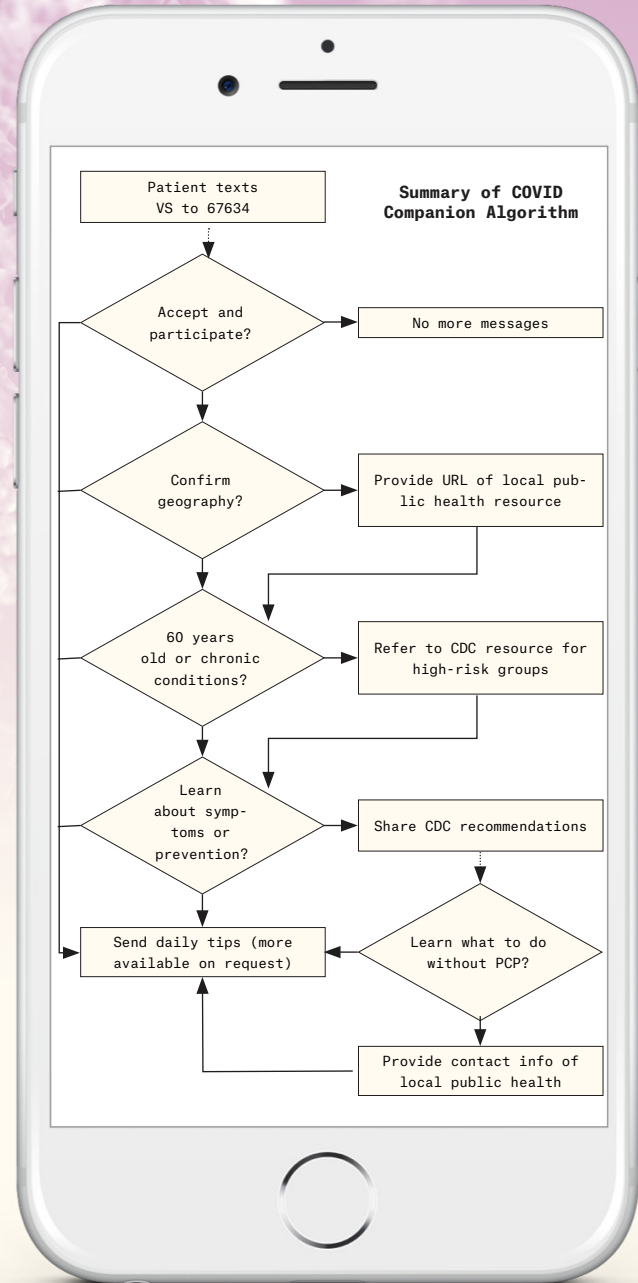 Patient texts
VS to 67634
Summary of COVID
Companion Algorithm
Accept and
participate?
No more messages
Confirm
geography?
Provide URL of local pub-
lic health resource
60 years
old or chronic
conditions?
Refer to CDC resource for
high-risk groups
Learn
about symp-
toms or
prevention?
Share CDC recommendations
Send daily tips (more
available on request)
Learn what to do
without PCP?
Provide contact info of
local public health